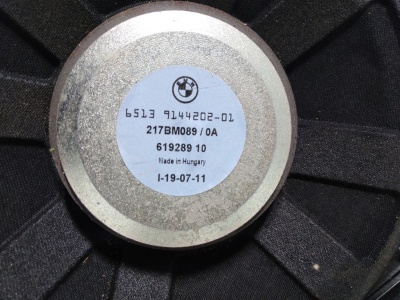 6513 9144202-01
217BM089 / 0A
619289 10
Made in Hungary
I-19-07-11